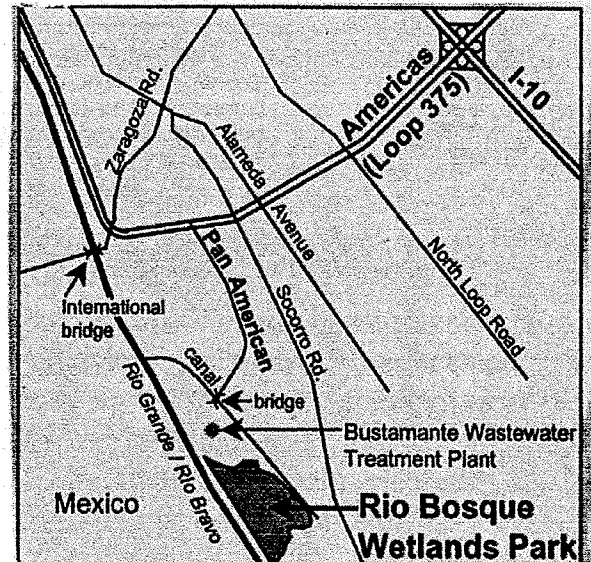 Zaragoza Rd.
Americas
(Loop 375)
I-10
Alameda
Avenue
Pan. American
North Loop Road
International
bridge
Socorro Rd.
canal
bridge
Rio Grande / Rio Bravo
Bustamante Wastewater
Treatment Plant
Mexico
Rio Bosque
Wetlands Park